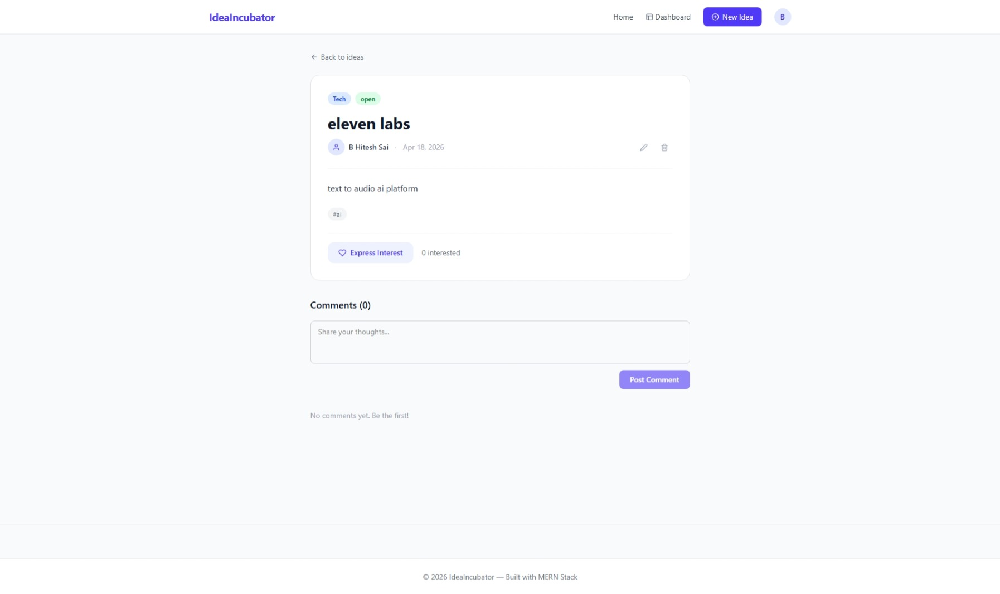 IdeaIncubator
Home
Dashboard
New Idea
B
Back to ideas
Tech
open
eleven labs
B Hitesh Sai · Apr 18, 2026
text to audio ai platform
#ai
Express Interest
0 interested
Comments (0)
Share your thoughts...
Post Comment
No comments yet. Be the first!
© 2026 IdeaIncubator — Built with MERN Stack